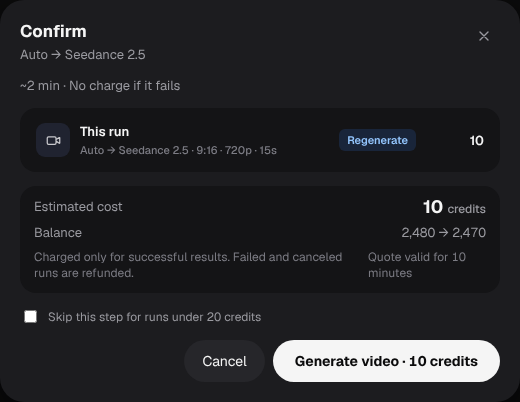 Confirm
Auto → Seedance 2.5
~2 min · No charge if it fails
This run
Auto → Seedance 2.5 · 9:16 · 720p · 15s
Regenerate
10
Estimated cost
10 credits
Balance
2,480 → 2,470
Charged only for successful results. Failed and canceled
runs are refunded.
Quote valid for 10
minutes
Skip this step for runs under 20 credits
Cancel
Generate video · 10 credits